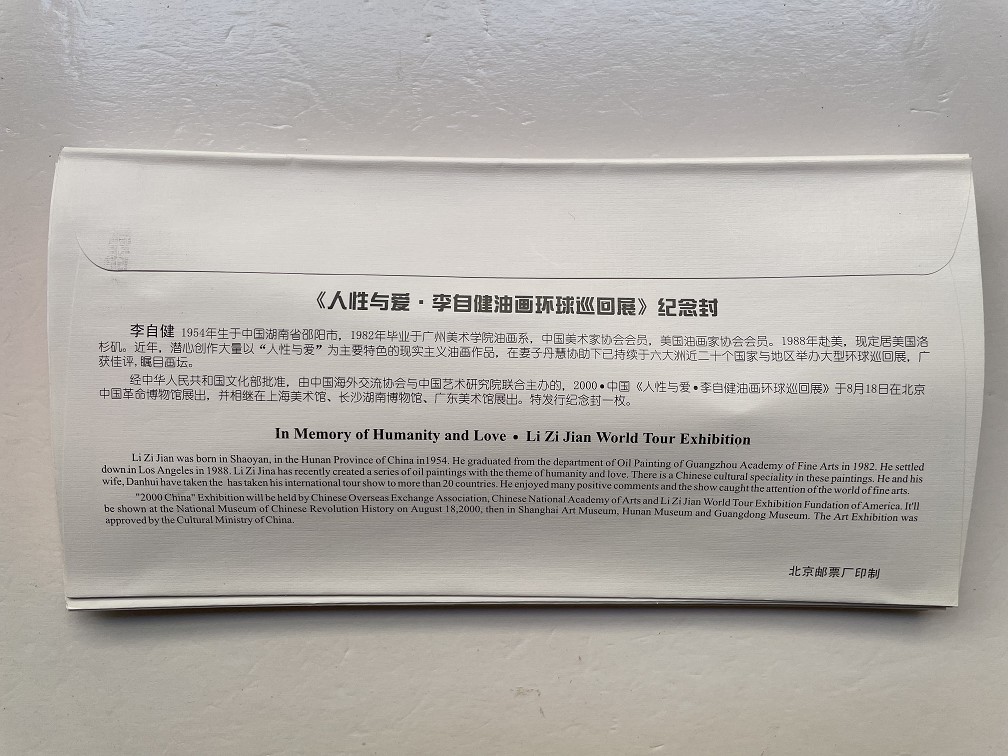 《人性与爱·李自健油画环球巡回展》纪念封
李自健 1954年生于中国湖南省邵阳市，1982年毕业于广州美术学院油画系，中国美术家协会会员，美国油画家协会会员。1988年赴美，现定居美国洛
杉矶。近年，潜心创作大量以“人性与爱”为主要特色的现实主义油画作品，在妻子丹慧协助下已持续于六大洲近二十个国家与地区举办大型环球巡回展，广
获佳评,瞩目画坛。
经中华人民共和国文化部批准，由中国海外交流协会与中国艺术研究院联合主办的，2000•中国《人性与爱•李自健油画环球巡回展》于8月18日在北京
中国革命博物馆展出，并相继在上海美术馆、长沙湖南博物馆、广东美术馆展出。特发行纪念封一枚。
In Memory of Humanity and Love • Li Zi Jian World Tour Exhibition
Li Zi Jian was born in Shaoyan, in the Hunan Province of China in1954. He graduated from the department of Oil Painting of Guangzhou Academy of Fine Arts in 1982. He settled
down in Los Angeles in 1988. Li Zi Jina has recently created a series of oil paintings with the theme of humanity and love. There is a Chinese cultural speciality in these paintings. He and his
wife, Danhui have taken the has taken his international tour show to more than 20 countries. He enjoyed many positive comments and the show caught the attention of the world of fine arts.
"2000 China" Exhibition will be held by Chinese Overseas Exchange Association, Chinese National Academy of Arts and Li Zi Jian World Tour Exhibition Fundation of America. It'll
be shown at the National Museum of Chinese Revolution History on August 18,2000, then in Shanghai Art Museum, Hunan Museum and Guangdong Museum. The Art Exhibition was
approved by the Cultural Ministry of China.
北京邮票厂印制